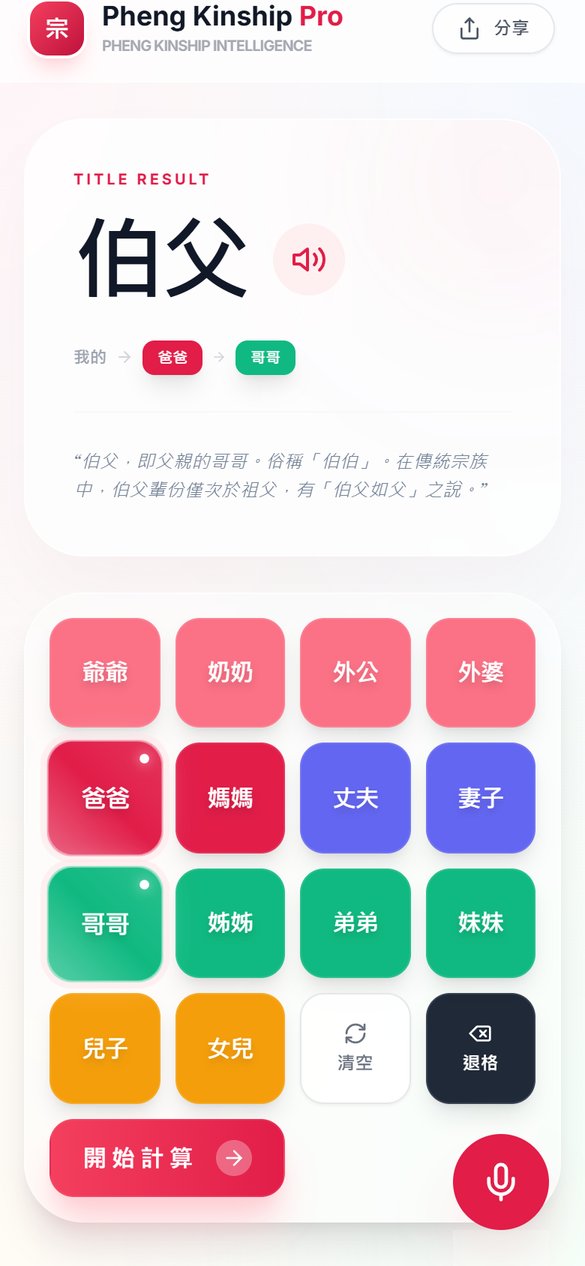 宗
Pheng Kinship Pro
PHENG KINSHIP INTELLIGENCE
分享
TITLE RESULT
伯父
我的 → 爸爸 → 哥哥
“伯父，即父親的哥哥。俗稱「伯伯」。在傳統宗族
中，伯父輩份僅次於祖父，有「伯父如父」之說。”
爺爺 奶奶 外公 外婆
爸爸 媽媽 丈夫 妻子
哥哥 姊姊 弟弟 妹妹
兒子 女兒 清空 退格
開始計算